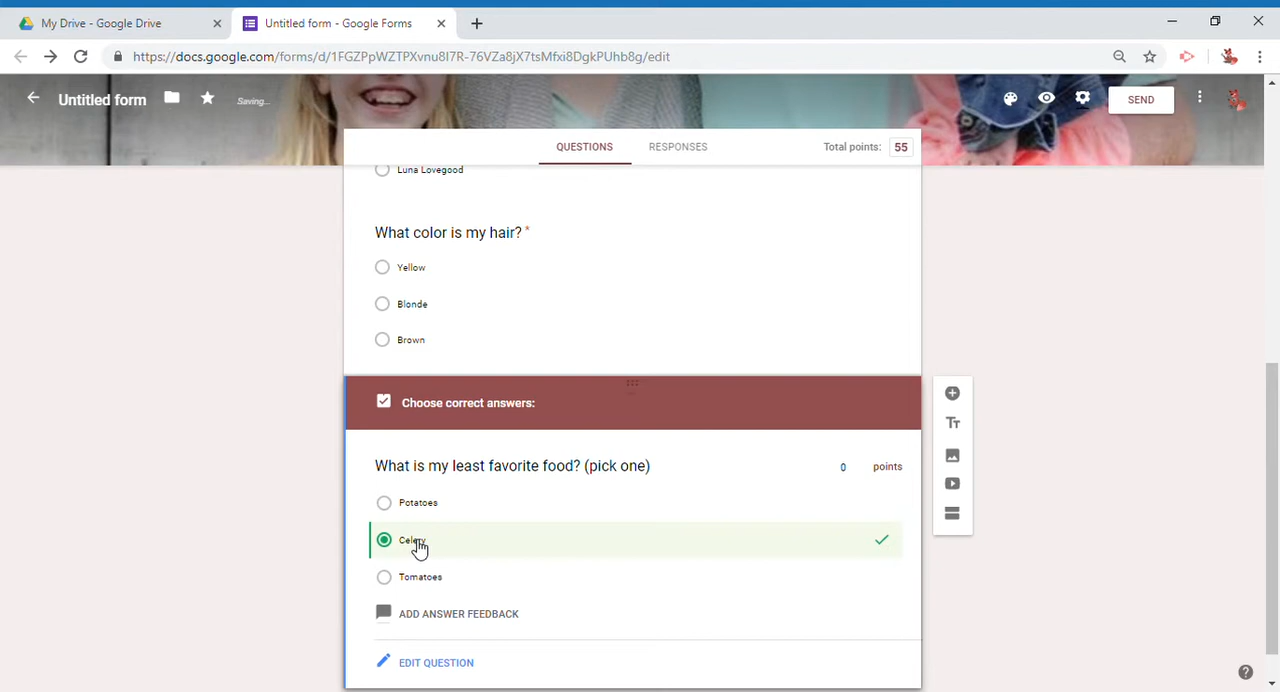 My Drive - Google Drive
Untitled form - Google Forms
https://docs.google.com/forms/d/1FGZPpWZTPXvnu8I7R-76VZa8jX7tsMfxi8DgkPUhb8g/edit
Untitled form
Saving...
SEND
QUESTIONS
RESPONSES
Total points:
55
Luna Lovegood
What color is my hair? *
Yellow
Blonde
Brown
Choose correct answers:
What is my least favorite food? (pick one)
0
points
Potatoes
Celery
Tomatoes
ADD ANSWER FEEDBACK
EDIT QUESTION